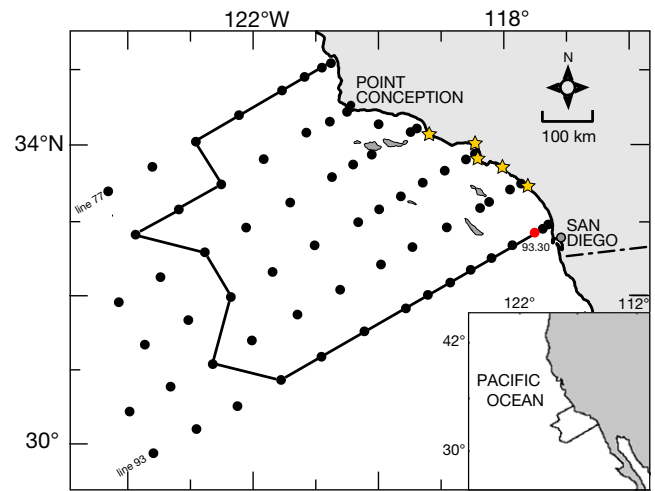 122°W
118°
N
POINT
CONCEPTION
100 km
34°N
line 77
SAN
DIEGO
93.30
122°
112°
42°
PACIFIC
OCEAN
30°
30°
line 93